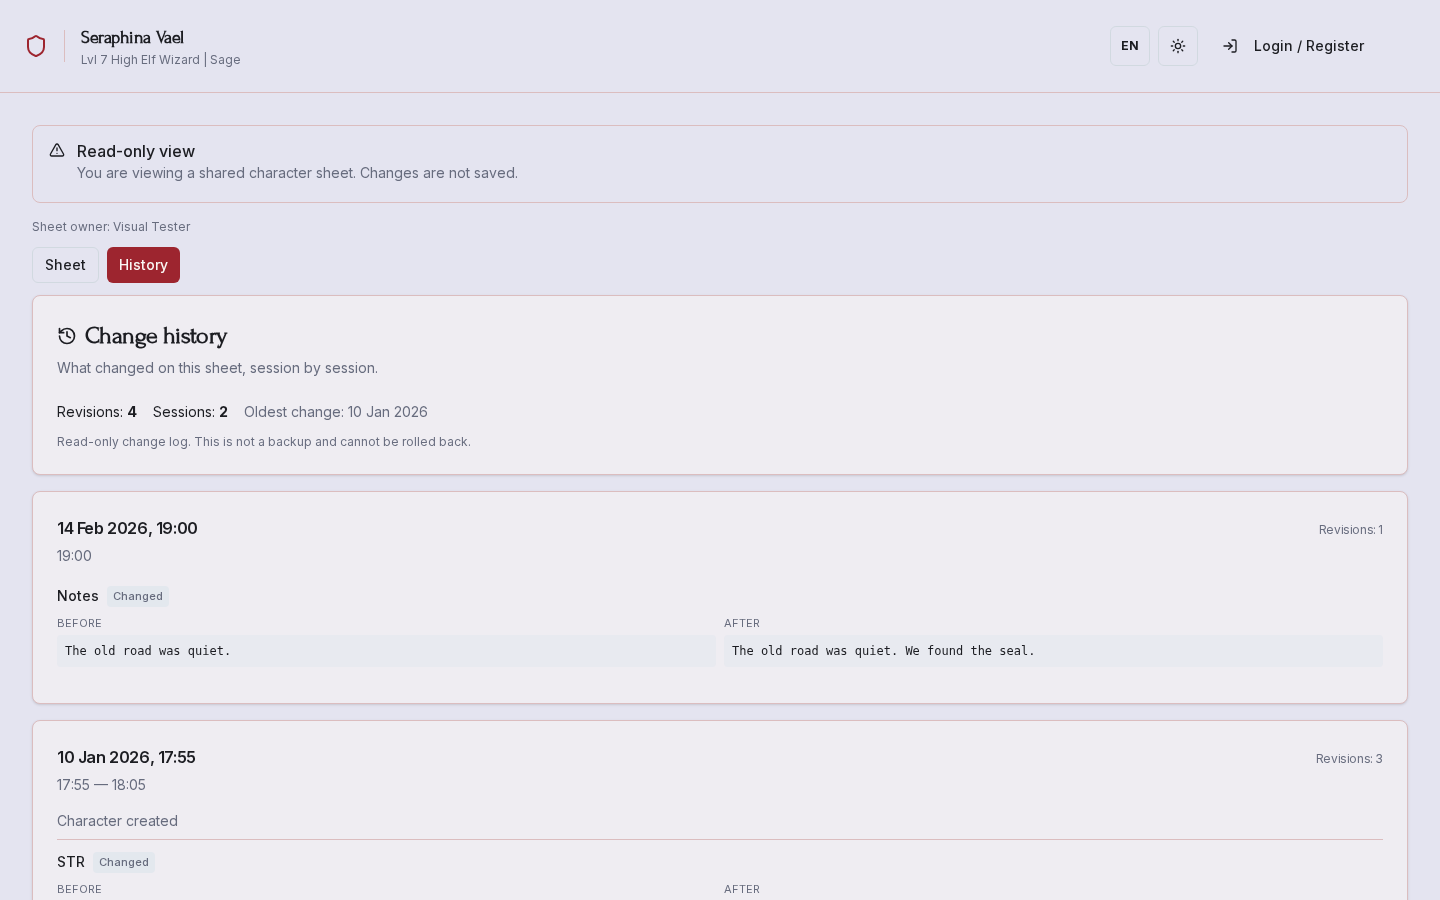 Seraphina Vael
Lvl 7 High Elf Wizard | Sage
EN
Login / Register
Read-only view
You are viewing a shared character sheet. Changes are not saved.
Sheet owner: Visual Tester
Sheet
History
Change history
What changed on this sheet, session by session.
Revisions: 4 Sessions: 2 Oldest change: 10 Jan 2026
Read-only change log. This is not a backup and cannot be rolled back.
14 Feb 2026, 19:00
Revisions: 1
19:00
Notes Changed
BEFORE
AFTER
The old road was quiet.
The old road was quiet. We found the seal.
10 Jan 2026, 17:55
Revisions: 3
17:55 — 18:05
Character created
STR Changed
BEFORE
AFTER